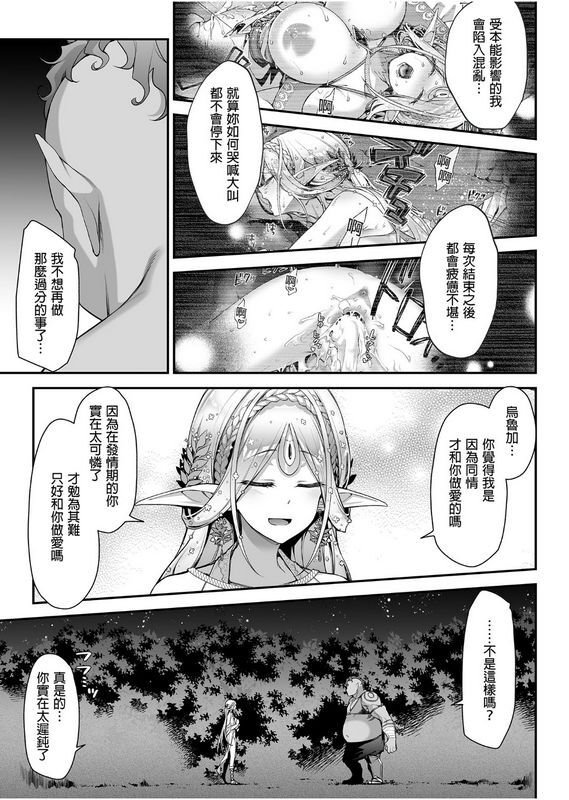 受本能影響的我
會陷入混亂…
就算妳如何哭喊大叫
都不會停下來
啊
啊
啊
啊
每次結束之後
都會疲憊不堪…
我不想再做
那麼過分的事了…
烏魯加…
你覺得我是
因為同情
才和你做愛的嗎
因為在發情期的你
實在太可憐了
才勉為其難
只好和你做愛嗎
……不是這樣嗎?
真是的…
你實在太遲鈍了